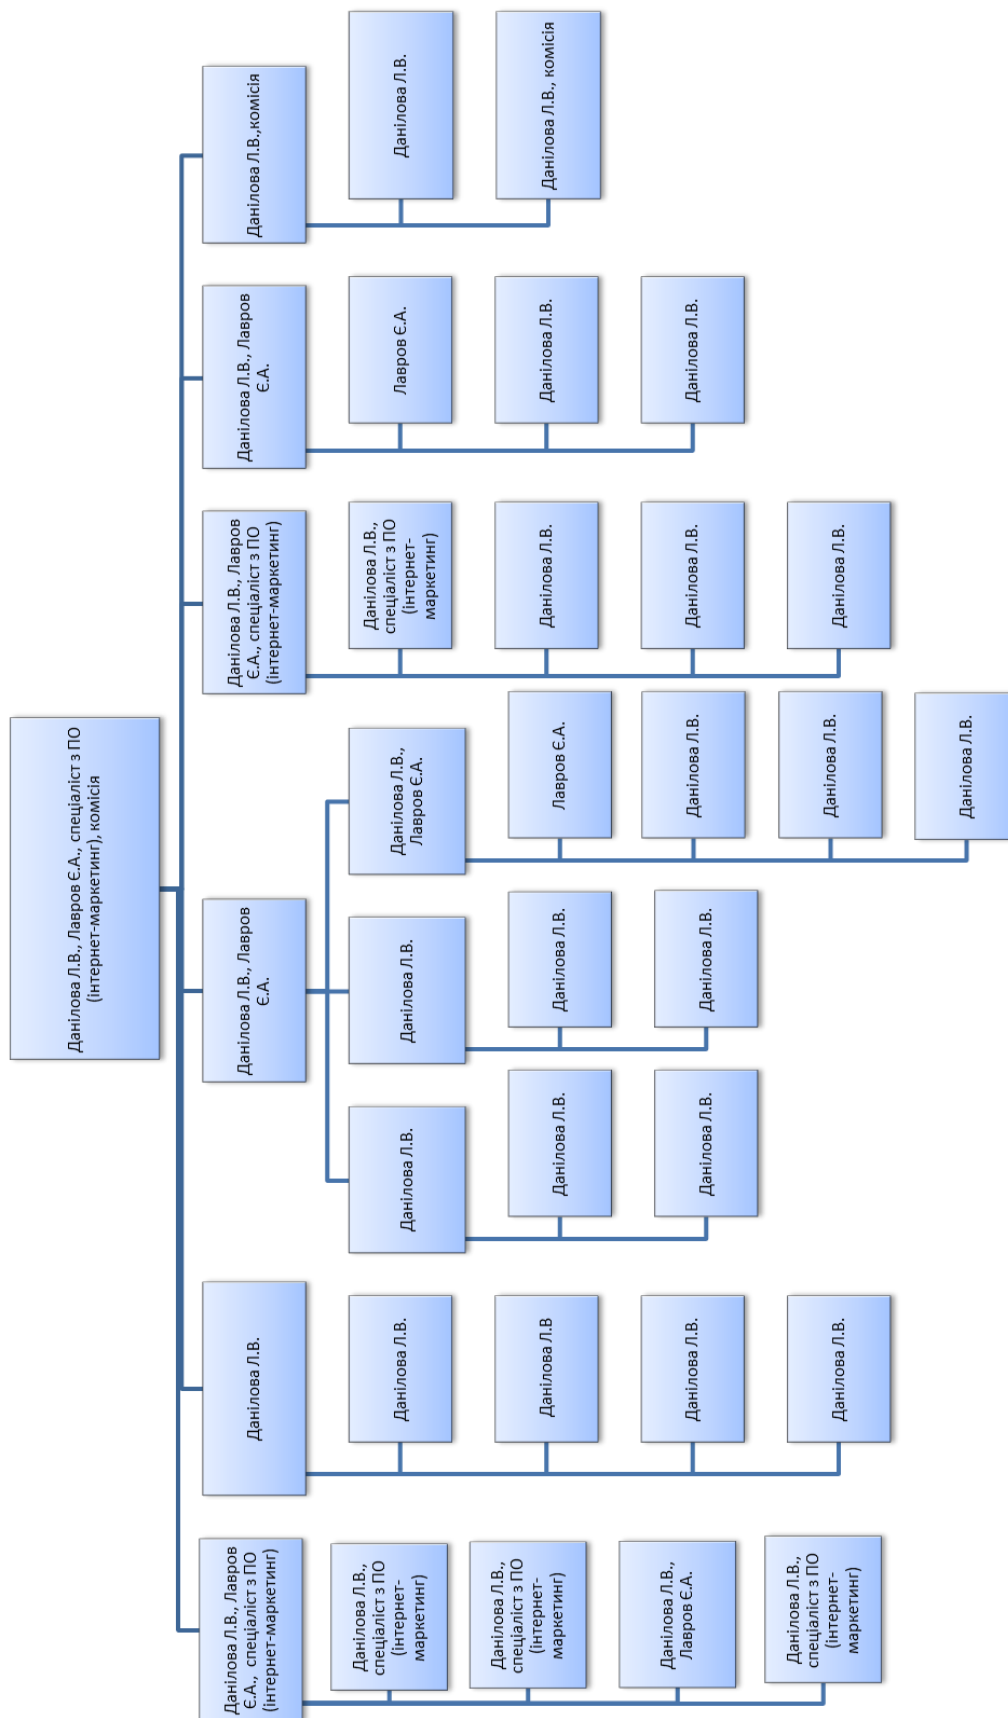 Данілова Л.В., Лавров Є.А., спеціаліст з ПО
(інтернет-маркетинг), комісія
Данілова Л.В., Лавров
Є.А., спеціаліст з ПО
(інтернет-маркетинг)
Данілова Л.В.,
спеціаліст з ПО
(інтернет-
маркетинг)
Данілова Л.В.,
спеціаліст з ПО
(інтернет-
маркетинг)
Данілова Л.В.,
Лавров Є.А.
Данілова Л.В.,
спеціаліст з ПО
(інтернет-
маркетинг)
Данілова Л.В.
Данілова Л.В.
Данілова Л.В
Данілова Л.В.
Данілова Л.В.
Данілова Л.В., Лавров
Є.А.
Данілова Л.В.
Данілова Л.В.
Данілова Л.В.
Данілова Л.В.
Данілова Л.В.
Данілова Л.В.
Данілова Л.В.,
Лавров Є.А.
Лавров Є.А.
Данілова Л.В.
Данілова Л.В.
Данілова Л.В.
Данілова Л.В., Лавров
Є.А., спеціаліст з ПО
(інтернет-маркетинг)
Данілова Л.В.,
спеціаліст з ПО
(інтернет-
маркетинг)
Данілова Л.В.
Данілова Л.В.
Данілова Л.В.
Данілова Л.В., Лавров
Є.А.
Лавров Є.А.
Данілова Л.В.
Данілова Л.В.
Данілова Л.В.,комісія
Данілова Л.В.
Данілова Л.В., комісія